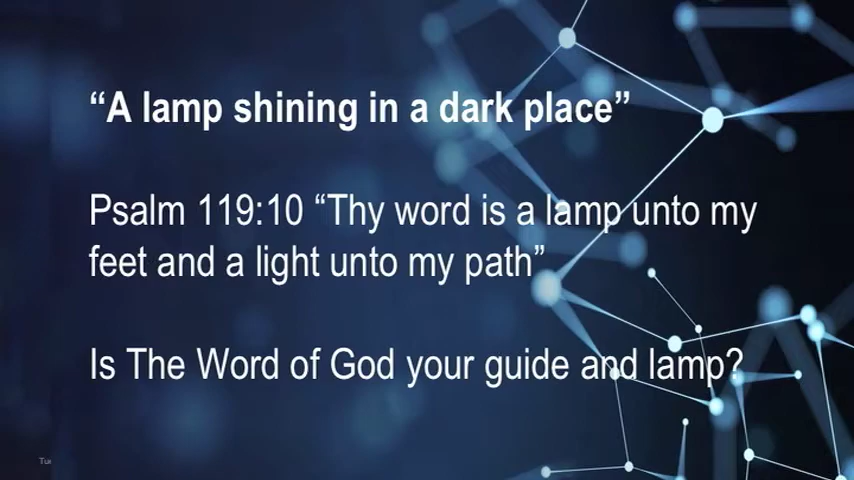 “A lamp shining in a dark place”
Psalm 119:10 “Thy word is a lamp unto my
feet and a light unto my path”
Is The Word of God your guide and lamp?